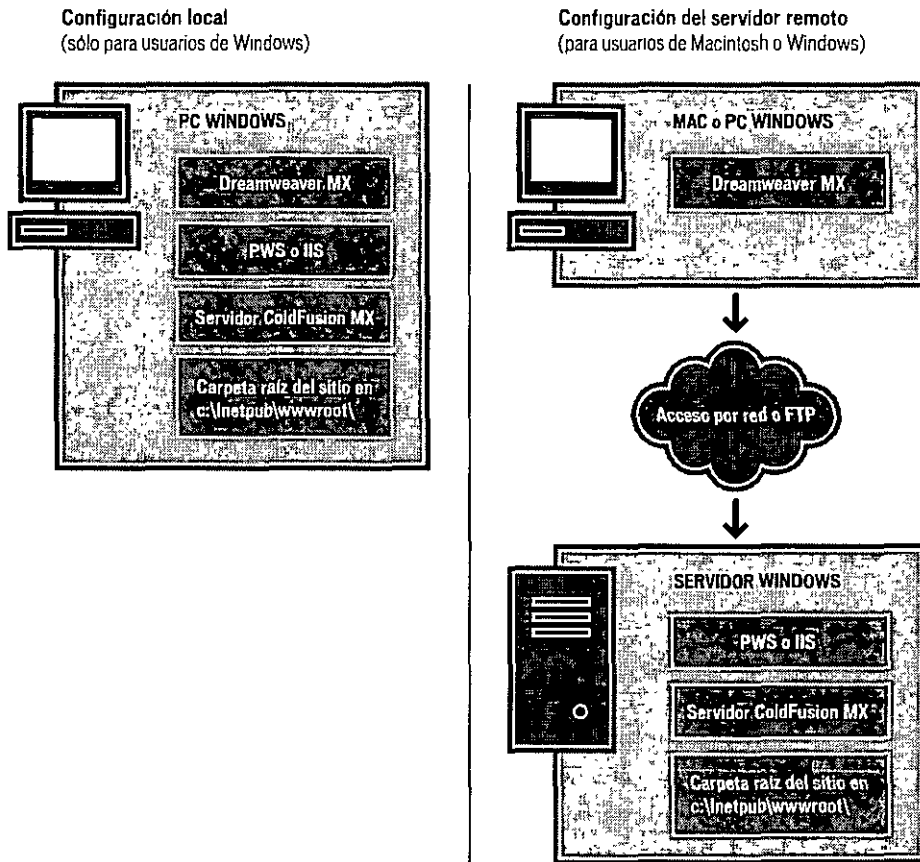 Configuración local
(sólo para usuarios de Windows)
PC WINDOWS
Dreamweaver MX
PWS o IIS
Servidor ColdFusion MX
Carpeta raíz del sitio en
c:\Inetpub\wwwroot\
Configuración del servidor remoto
(para usuarios de Macintosh o Windows)
MAC o PC WINDOWS
Dreamweaver MX
Acceso por red o FTP
SERVIDOR WINDOWS
PWS o IIS
Servidor ColdFusion MX
Carpeta raíz del sitio en
c:\Inetpub\wwwroot\